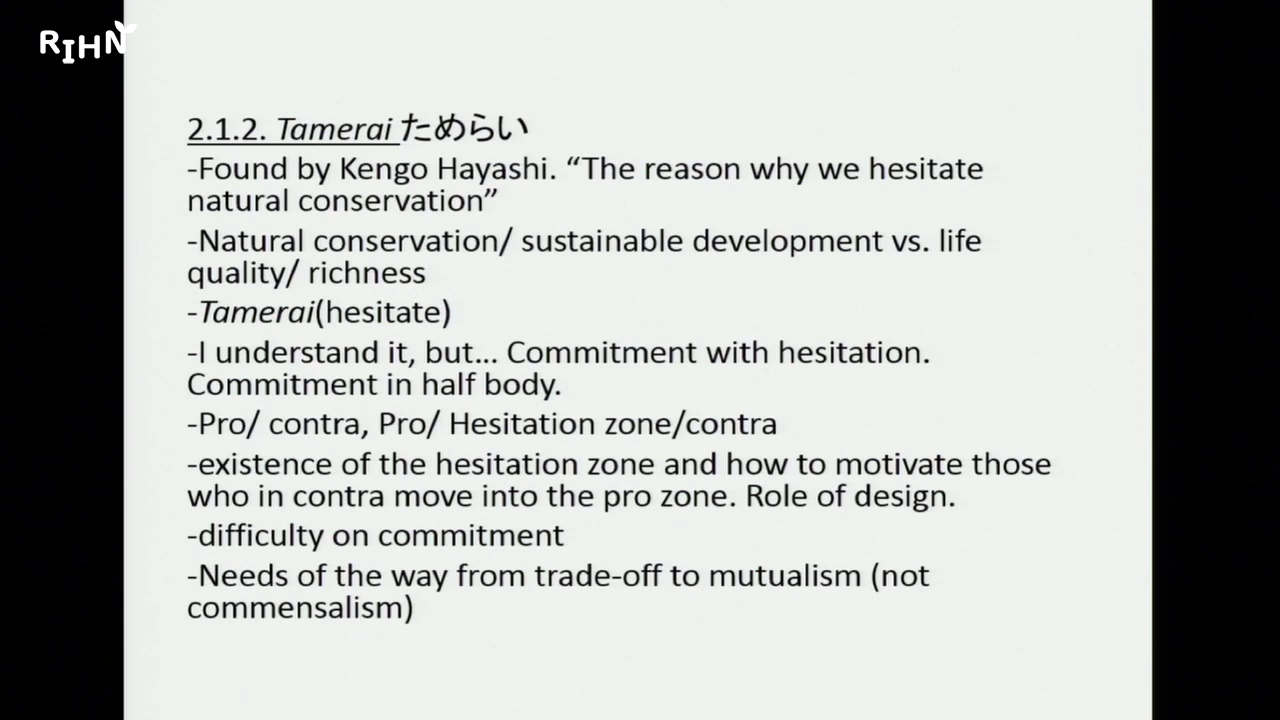 RIHN
2.1.2. Tamerai ためらい
-Found by Kengo Hayashi. “The reason why we hesitate
natural conservation”
-Natural conservation/ sustainable development vs. life
quality/ richness
-Tamerai(hesitate)
-I understand it, but... Commitment with hesitation.
Commitment in half body.
-Pro/ contra, Pro/ Hesitation zone/contra
-existence of the hesitation zone and how to motivate those
who in contra move into the pro zone. Role of design.
-difficulty on commitment
-Needs of the way from trade-off to mutualism (not
commensalism)